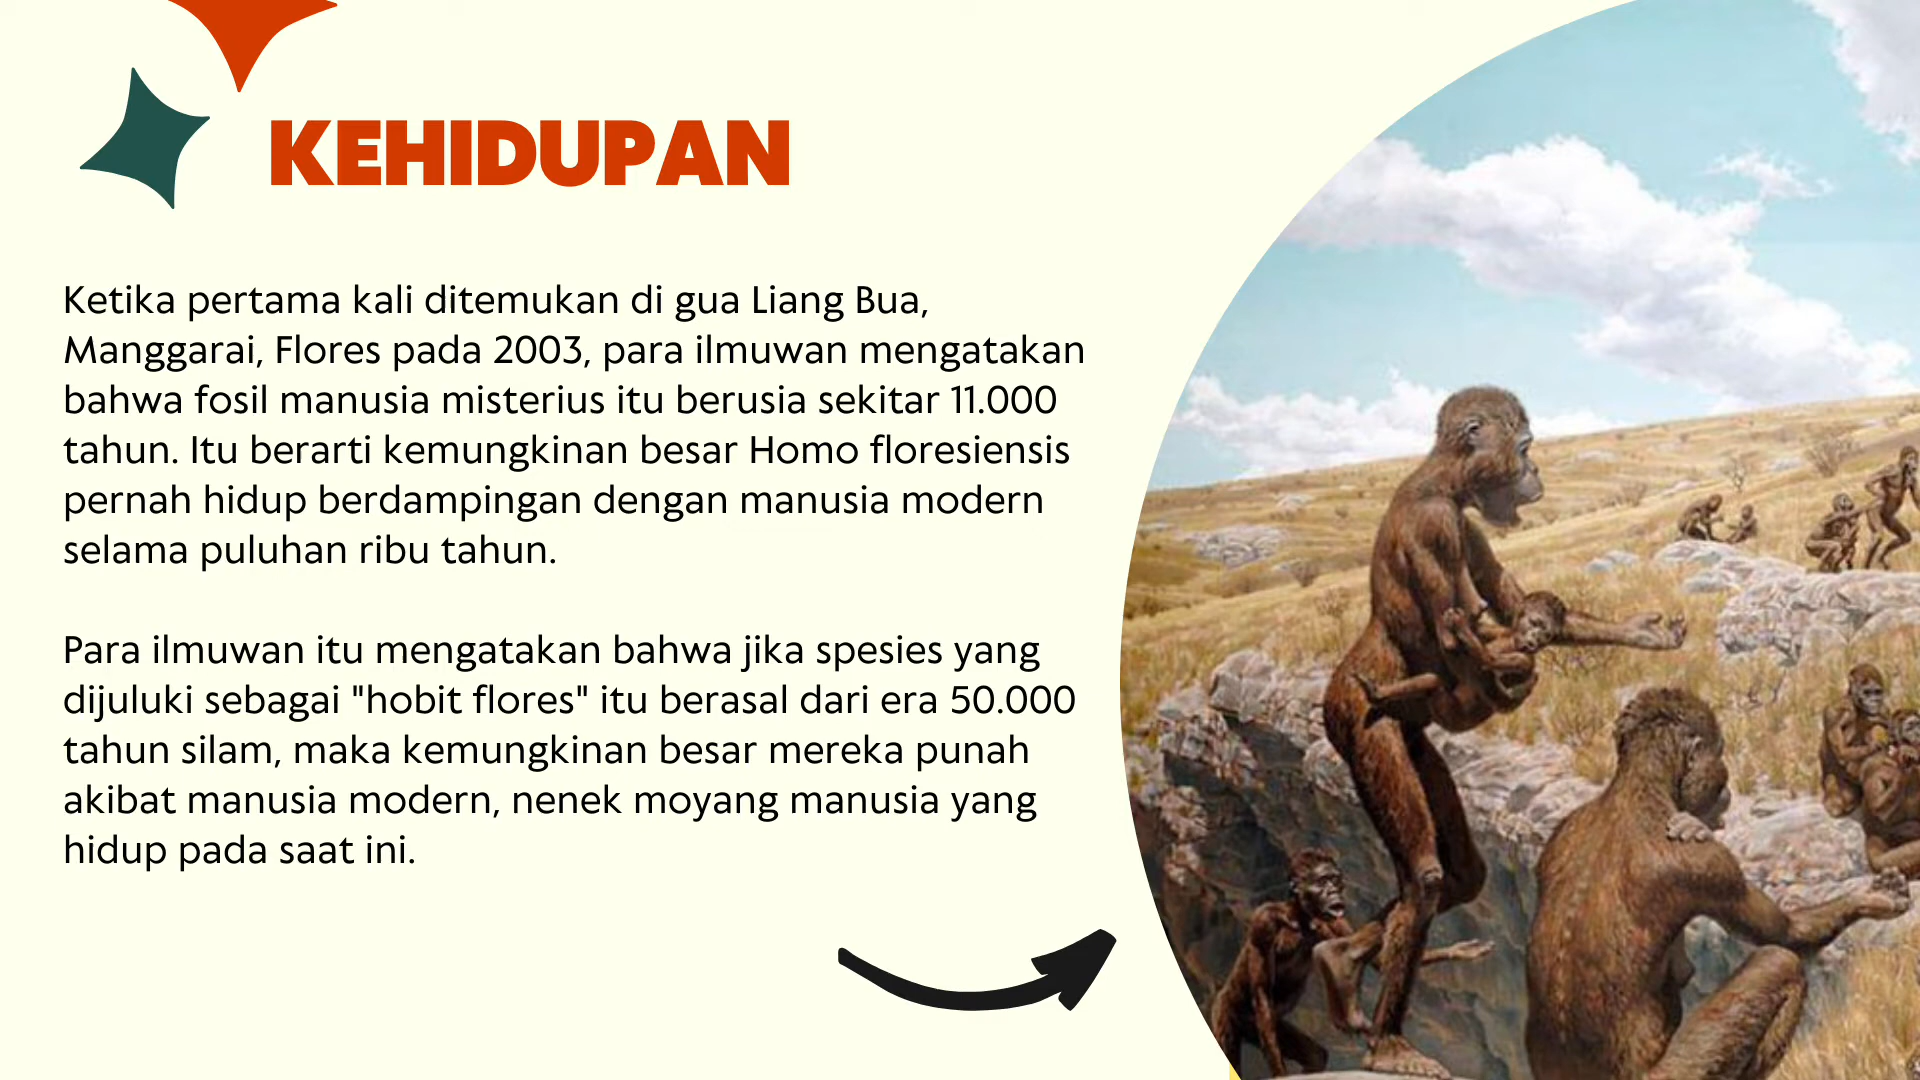 KEHIDUPAN
Ketika pertama kali ditemukan di gua Liang Bua,
Manggarai, Flores pada 2003, para ilmuwan mengatakan
bahwa fosil manusia misterius itu berusia sekitar 11.000
tahun. Itu berarti kemungkinan besar Homo floresiensis
pernah hidup berdampingan dengan manusia modern
selama puluhan ribu tahun.
Para ilmuwan itu mengatakan bahwa jika spesies yang
dijuluki sebagai "hobit flores" itu berasal dari era 50.000
tahun silam, maka kemungkinan besar mereka punah
akibat manusia modern, nenek moyang manusia yang
hidup pada saat ini.